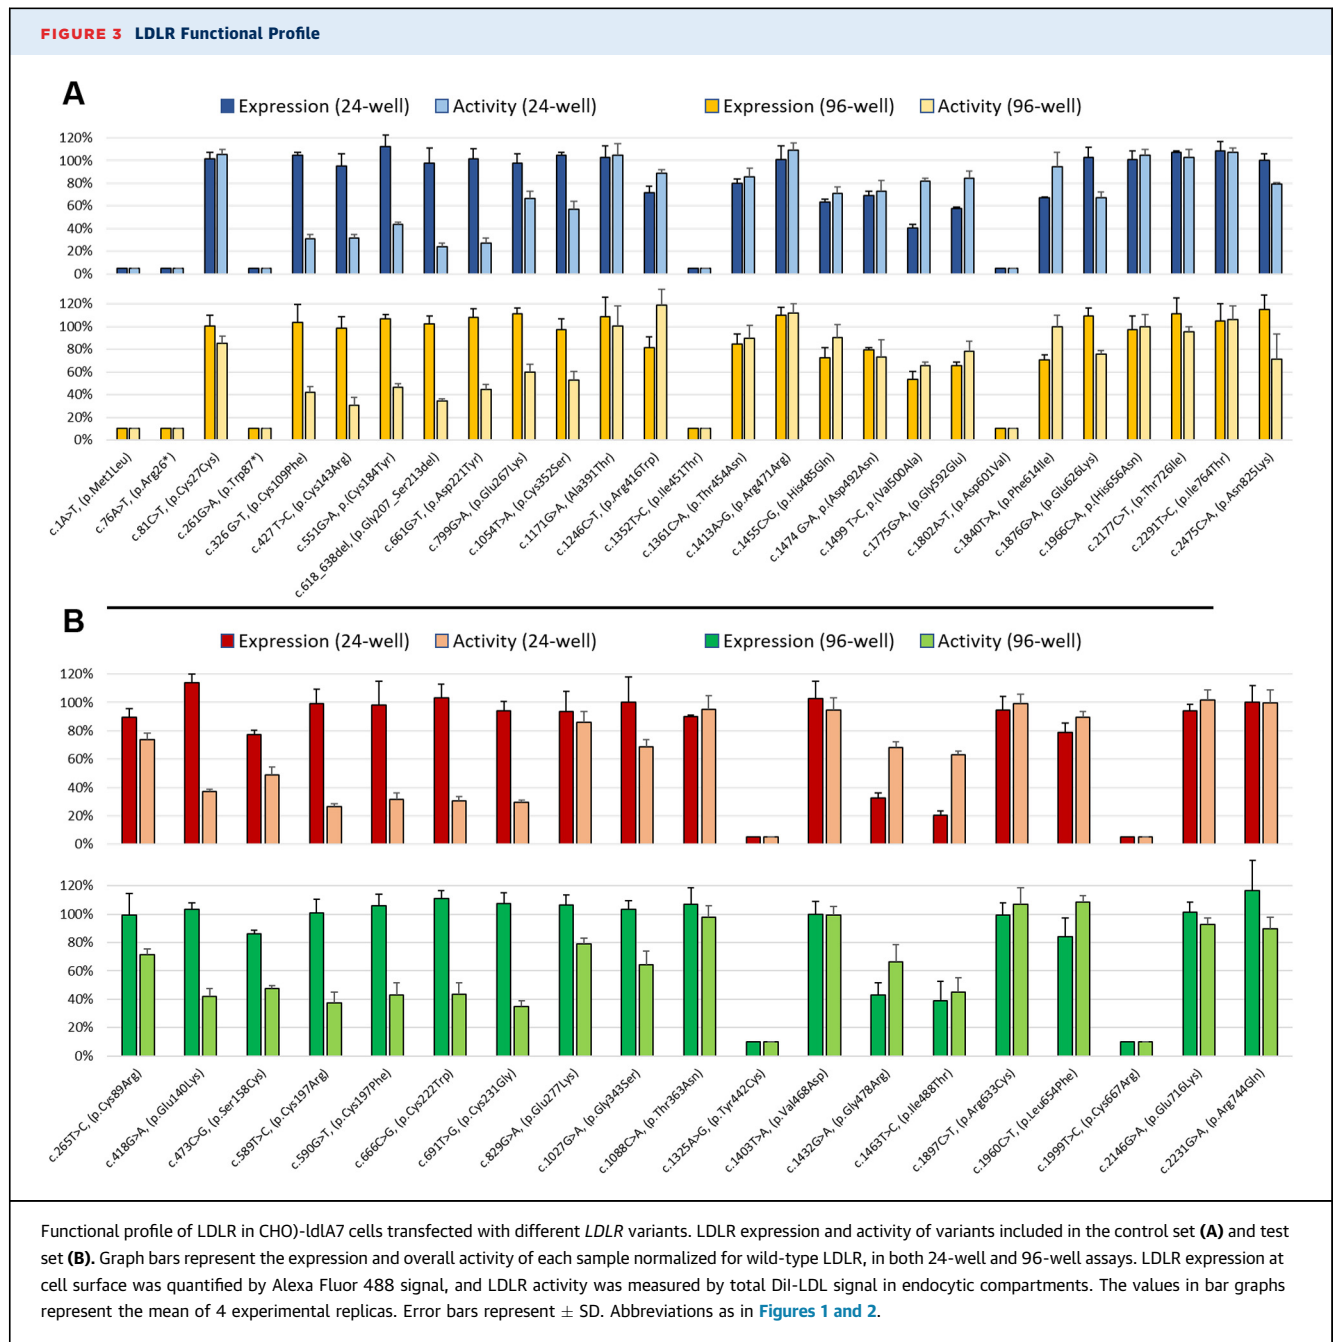 FIGURE 3 LDLR Functional Profile
A
Expression (24-well) Activity (24-well) Expression (96-well) Activity (96-well)
120%
100%
80%
60%
40%
20%
0%
120%
100%
80%
60%
40%
20%
0%
c.1A>T, (p.Met1Leu)
c.76A>T, (p.Arg26*)
c.81C>T, (p.Cys27Cys)
c.261G>A, (p.Trp87*)
c.326 G>T, (p.Cys109Phe)
c.427 T>C, (p.Cys143Arg)
c.551G>A, p.(Cys184Tyr)
c.618_638del, (p.Gly207_Ser213del)
c.661G>T, (p.Asp221Tyr)
c.799G>A, (p.Glu267Lys)
c.1054T>A, (p.Cys352Ser)
c.1171G>A, (Ala391Thr)
c.1246C>T, (p.Arg416Trp)
c.1352T>C, (p.Ile451Thr)
c.1361C>A, (p.Thr454Asn)
c.1413A>G, (p.Arg471Arg)
c.1455C>G, (p.His485Gln)
c.1474 G>A, p.(Asp492Asn)
c.1499 T>C, p.(Val500Ala)
c.1775G>A, (p.Gly592Glu)
c.1802A>T, (p.Asp601Val)
c.1840T>A, (p.Phe614Ile)
c.1876G>A, (p.Glu626Lys)
c.1966C>A, p.(His656Asn)
c.2177C>T, (p.Thr726Ile)
c.2291T>C, (p.Ile764Thr)
c.2475C>A, (p.Asn825Lys)
B
Expression (24-well) Activity (24-well) Expression (96-well) Activity (96-well)
120%
100%
80%
60%
40%
20%
0%
120%
100%
80%
60%
40%
20%
0%
c.265T>C, (p.Cys89Arg)
c.418G>A, (p.Glu140Lys)
c.473C>G, (p.Ser158Cys)
c.589T>C, (p.Cys197Arg)
c.590G>T, (p.Cys197Phe)
c.666C>G, (p.Cys222Trp)
c.691T>G, (p.Cys231Gly)
c.829G>A, (p.Glu277Lys)
c.1027G>A, (p.Gly343Ser)
c.1088C>A, (p.Thr363Asn)
c.1325A>G, (p.Tyr442Cys)
c.1403T>A, (p.Val468Asp)
c.1432G>A, (p.Gly478Arg)
c.1463T>C, (p.Ile488Thr)
c.1897C>T, (p.Arg633Cys)
c.1960C>T, (p.Leu654Phe)
c.1999T>C, (p.Cys667Arg)
c.2146G>A, (p.Glu716Lys)
c.2231G>A, (p.Arg744Gln)
Functional profile of LDLR in CHO)-ldlA7 cells transfected with different LDLR variants. LDLR expression and activity of variants included in the control set (A) and test
set (B). Graph bars represent the expression and overall activity of each sample normalized for wild-type LDLR, in both 24-well and 96-well assays. LDLR expression at
cell surface was quantified by Alexa Fluor 488 signal, and LDLR activity was measured by total Dil-LDL signal in endocytic compartments. The values in bar graphs
represent the mean of 4 experimental replicas. Error bars represent ± SD. Abbreviations as in Figures 1 and 2.